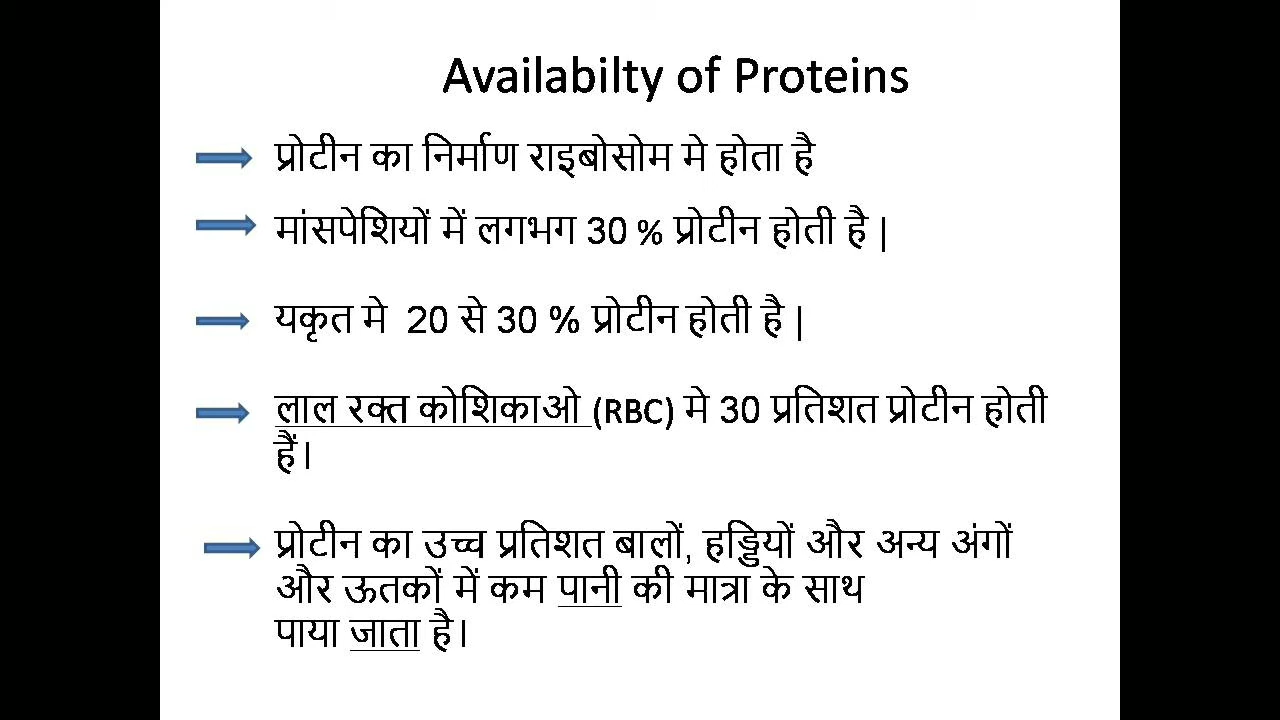 Availabilty of Proteins
प्रोटीन का निर्माण राइबोसोम मे होता है
मांसपेशियों में लगभग 30 % प्रोटीन होती है |
यकृत मे 20 से 30 % प्रोटीन होती है |
लाल रक्त कोशिकाओ (RBC) मे 30 प्रतिशत प्रोटीन होती
हैं।
प्रोटीन का उच्च प्रतिशत बालों, हड्डियों और अन्य अंगों
और ऊतकों में कम पानी की मात्रा के साथ
पाया जाता है।